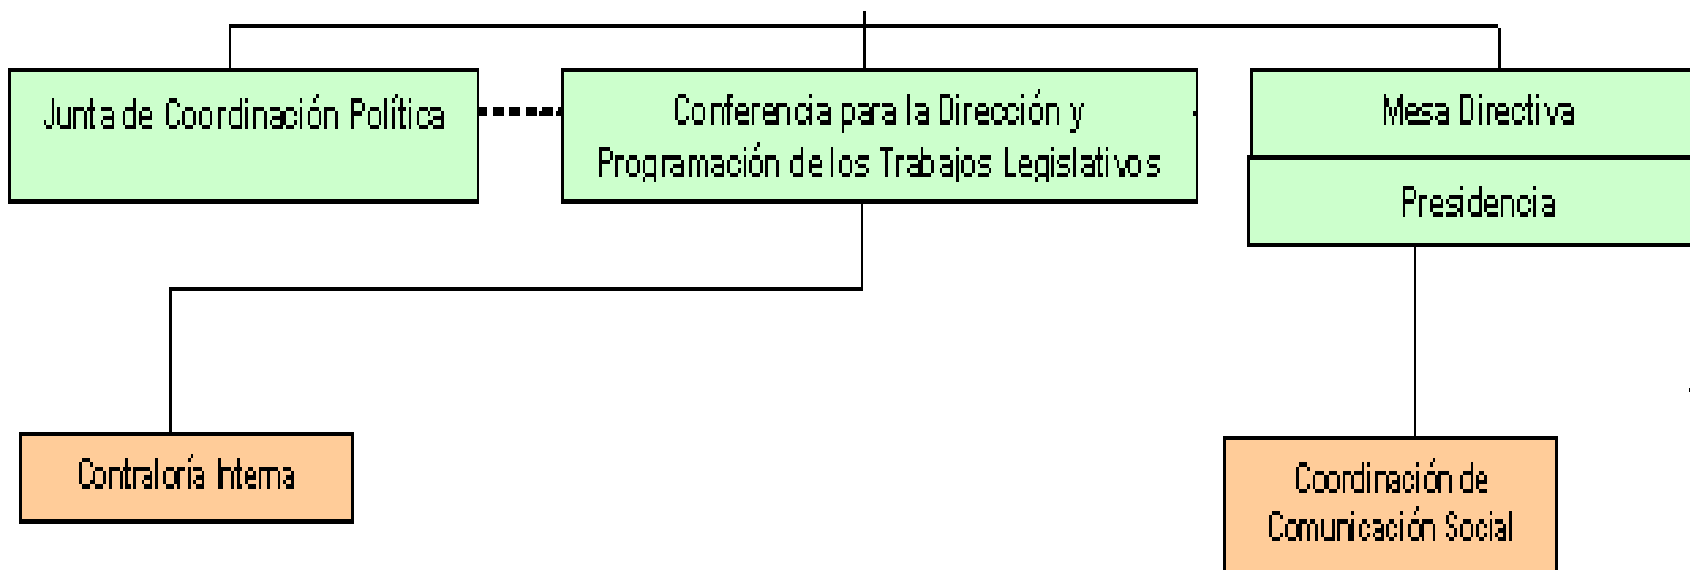 Junta de Coordinación Política
Conferencia para la Dirección y
Programación de los Trabajos Legislativos
Mesa Directiva
Presidencia
Contraloría Interna
Coordinación de
Comunicación Social